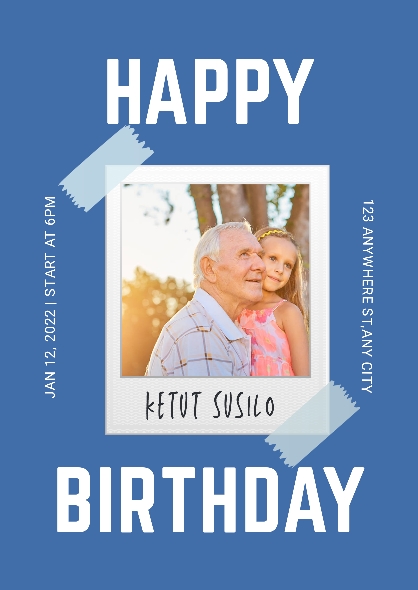 HAPPY
JAN 12, 2022 | START AT 6PM
123 ANYWHERE ST,ANY CITY
KETUT SUSILO
BIRTHDAY